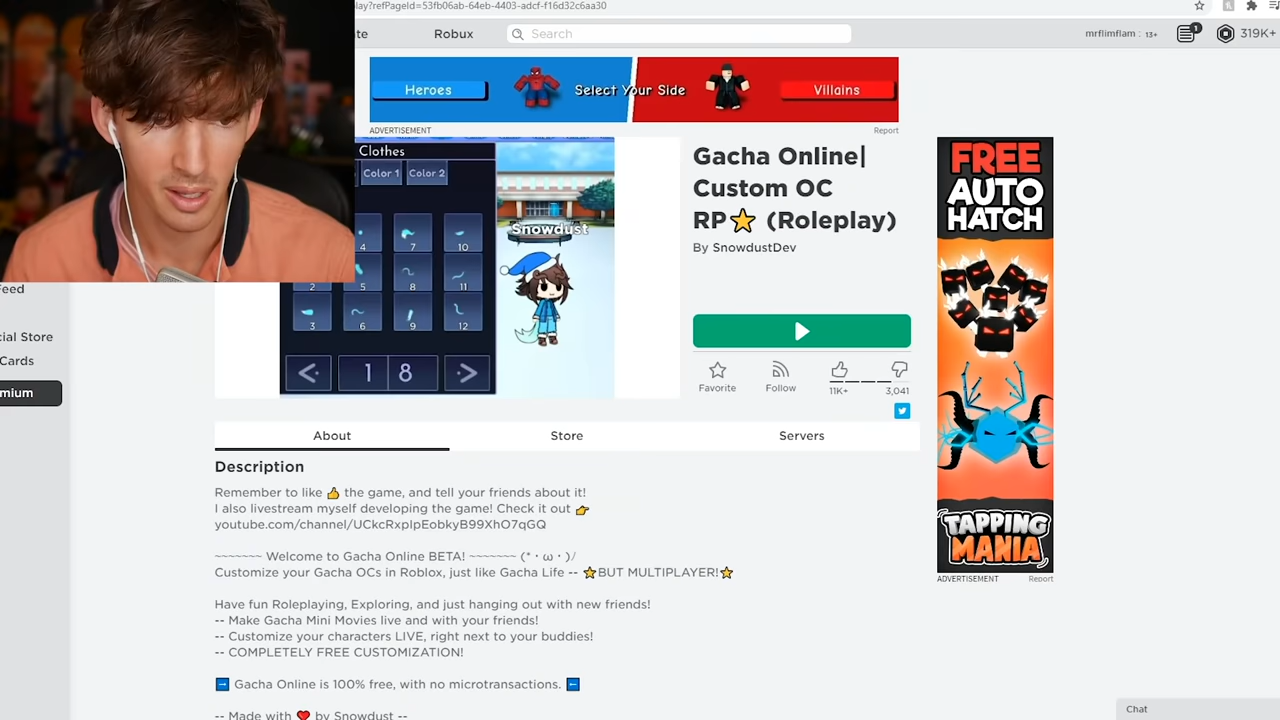 lay?refPageId=53fb06ab-64eb-4403-adcf-f16d32c6aa30
te
Robux
Search
mrflimflam : 13+
1
319K+
Heroes
Select Your Side
Villains
ADVERTISEMENT
Report
Clothes
Color 1
Color 2
4
7
10
2
5
8
11
3
6
9
12
<
1
8
>
Snowdust
Gacha Online|
Custom OC
RP⭐ (Roleplay)
By SnowdustDev
Favorite
Follow
11K+
3,041
FREE
AUTO
HATCH
TAPPING
MANIA
ADVERTISEMENT
Report
eed
ial Store
Cards
mium
About
Store
Servers
Description
Remember to like 👍 the game, and tell your friends about it!
I also livestream myself developing the game! Check it out 👉
youtube.com/channel/UCkcRxplpEobkyB99XhO7qGQ
~~~~~~~ Welcome to Gacha Online BETA! ~~~~~~~ (*・ω・)/
Customize your Gacha OCs in Roblox, just like Gacha Life -- ⭐BUT MULTIPLAYER!⭐
Have fun Roleplaying, Exploring, and just hanging out with new friends!
-- Make Gacha Mini Movies live and with your friends!
-- Customize your characters LIVE, right next to your buddies!
-- COMPLETELY FREE CUSTOMIZATION!
➡ Gacha Online is 100% free, with no microtransactions. ⬅
-- Made with ❤ by Snowdust --
Chat